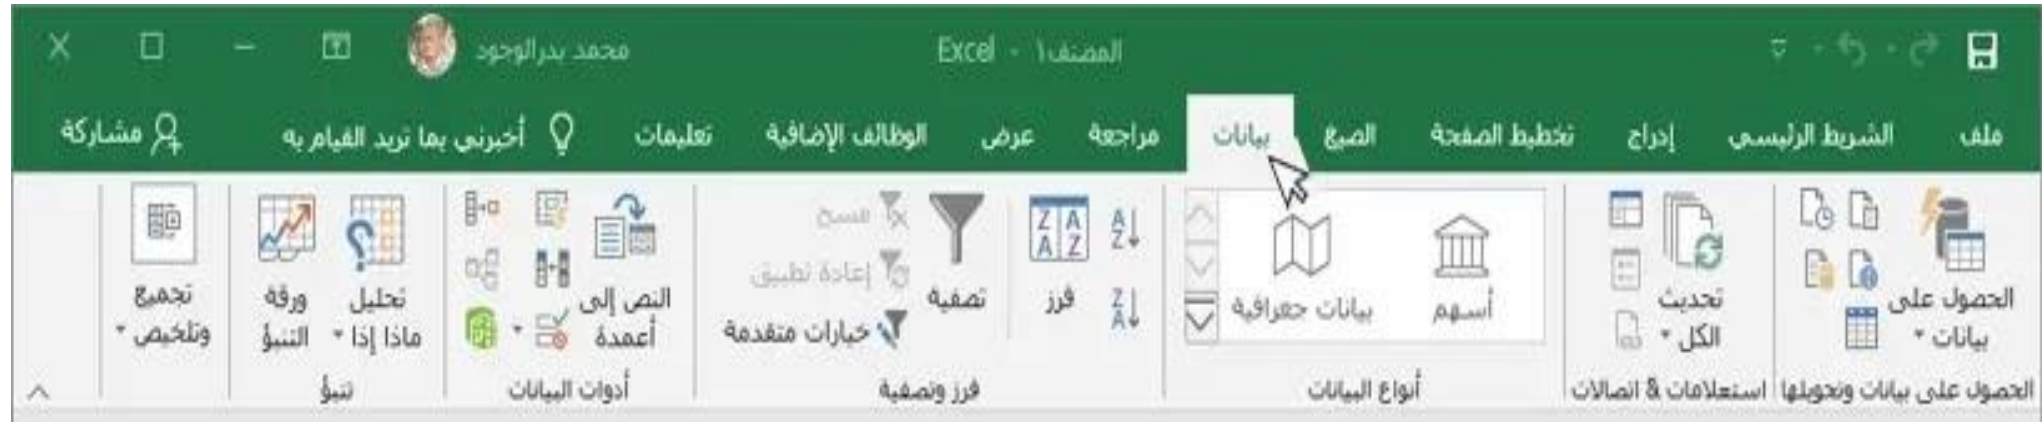 المصنف١ - Excel
محمد بدرالوجود
ملف
الشريط الرئيسي
إدراج
تخطيط الصفحة
الصيغ
بيانات
مراجعة
عرض
الوظائف الإضافية
تعليمات
أخبرني بما تريد القيام به
مشاركة
الحصول على
بيانات
الحصول على بيانات وتحويلها
تحديث
الكل
استعلامات & اتصالات
أسهم
بيانات جغرافية
أنواع البيانات
A
Z
Z
A
Z A
A Z
فرز
تصفية
مسح
إعادة تطبيق
خيارات متقدمة
فرز وتصفية
النص إلى
أعمدة
أدوات البيانات
تحليل
ماذا إذا
ورقة
التنبؤ
تنبؤ
تجميع
وتلخيص